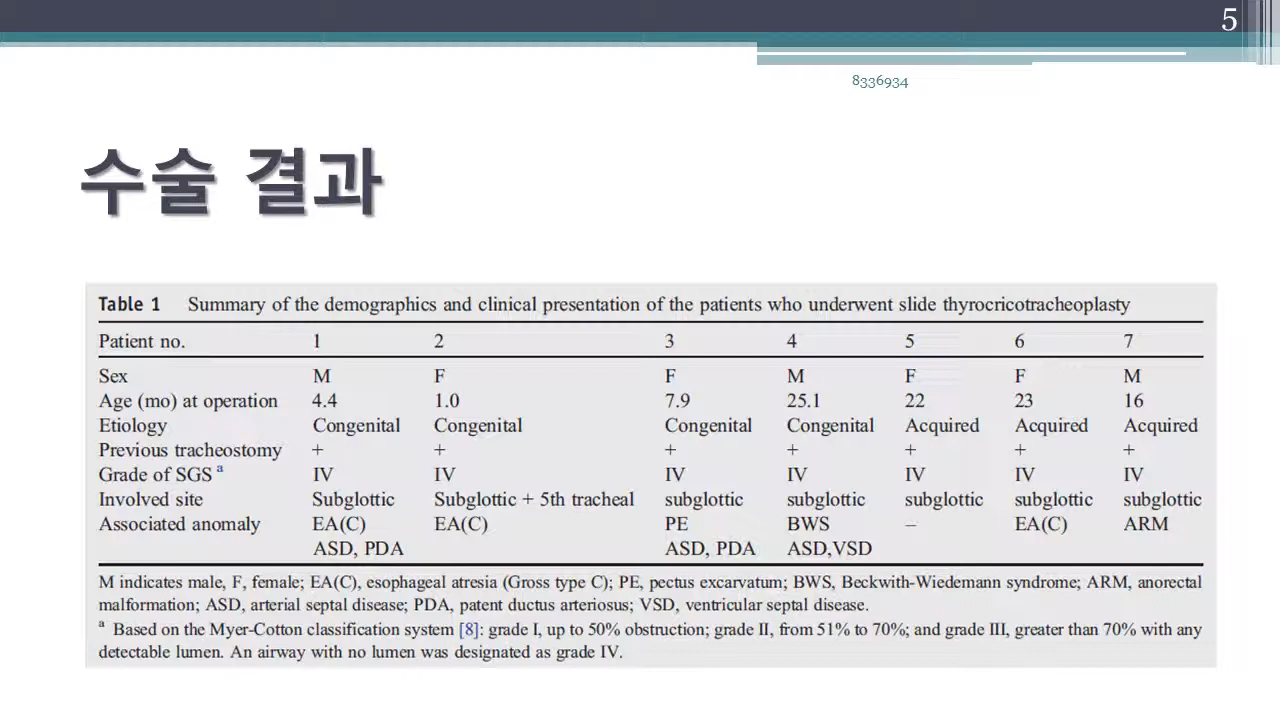 5
8336934
수술 결과
Table 1 Summary of the demographics and clinical presentation of the patients who underwent slide thyrocricotracheoplasty
Patient no. 1 2 3 4 5 6 7
Sex M F F M F F M
Age (mo) at operation 4.4 1.0 7.9 25.1 22 23 16
Etiology Congenital Congenital Congenital Congenital Acquired Acquired Acquired
Previous tracheostomy + + + + + + +
Grade of SGS a IV IV IV IV IV IV IV
Involved site Subglottic Subglottic + 5th tracheal subglottic subglottic subglottic subglottic subglottic
Associated anomaly EA(C) EA(C) PE BWS – EA(C) ARM
ASD, PDA ASD, PDA ASD,VSD
M indicates male, F, female; EA(C), esophageal atresia (Gross type C); PE, pectus excarvatum; BWS, Beckwith-Wiedemann syndrome; ARM, anorectal
malformation; ASD, arterial septal disease; PDA, patent ductus arteriosus; VSD, ventricular septal disease.
a Based on the Myer-Cotton classification system [8]: grade I, up to 50% obstruction; grade II, from 51% to 70%; and grade III, greater than 70% with any
detectable lumen. An airway with no lumen was designated as grade IV.